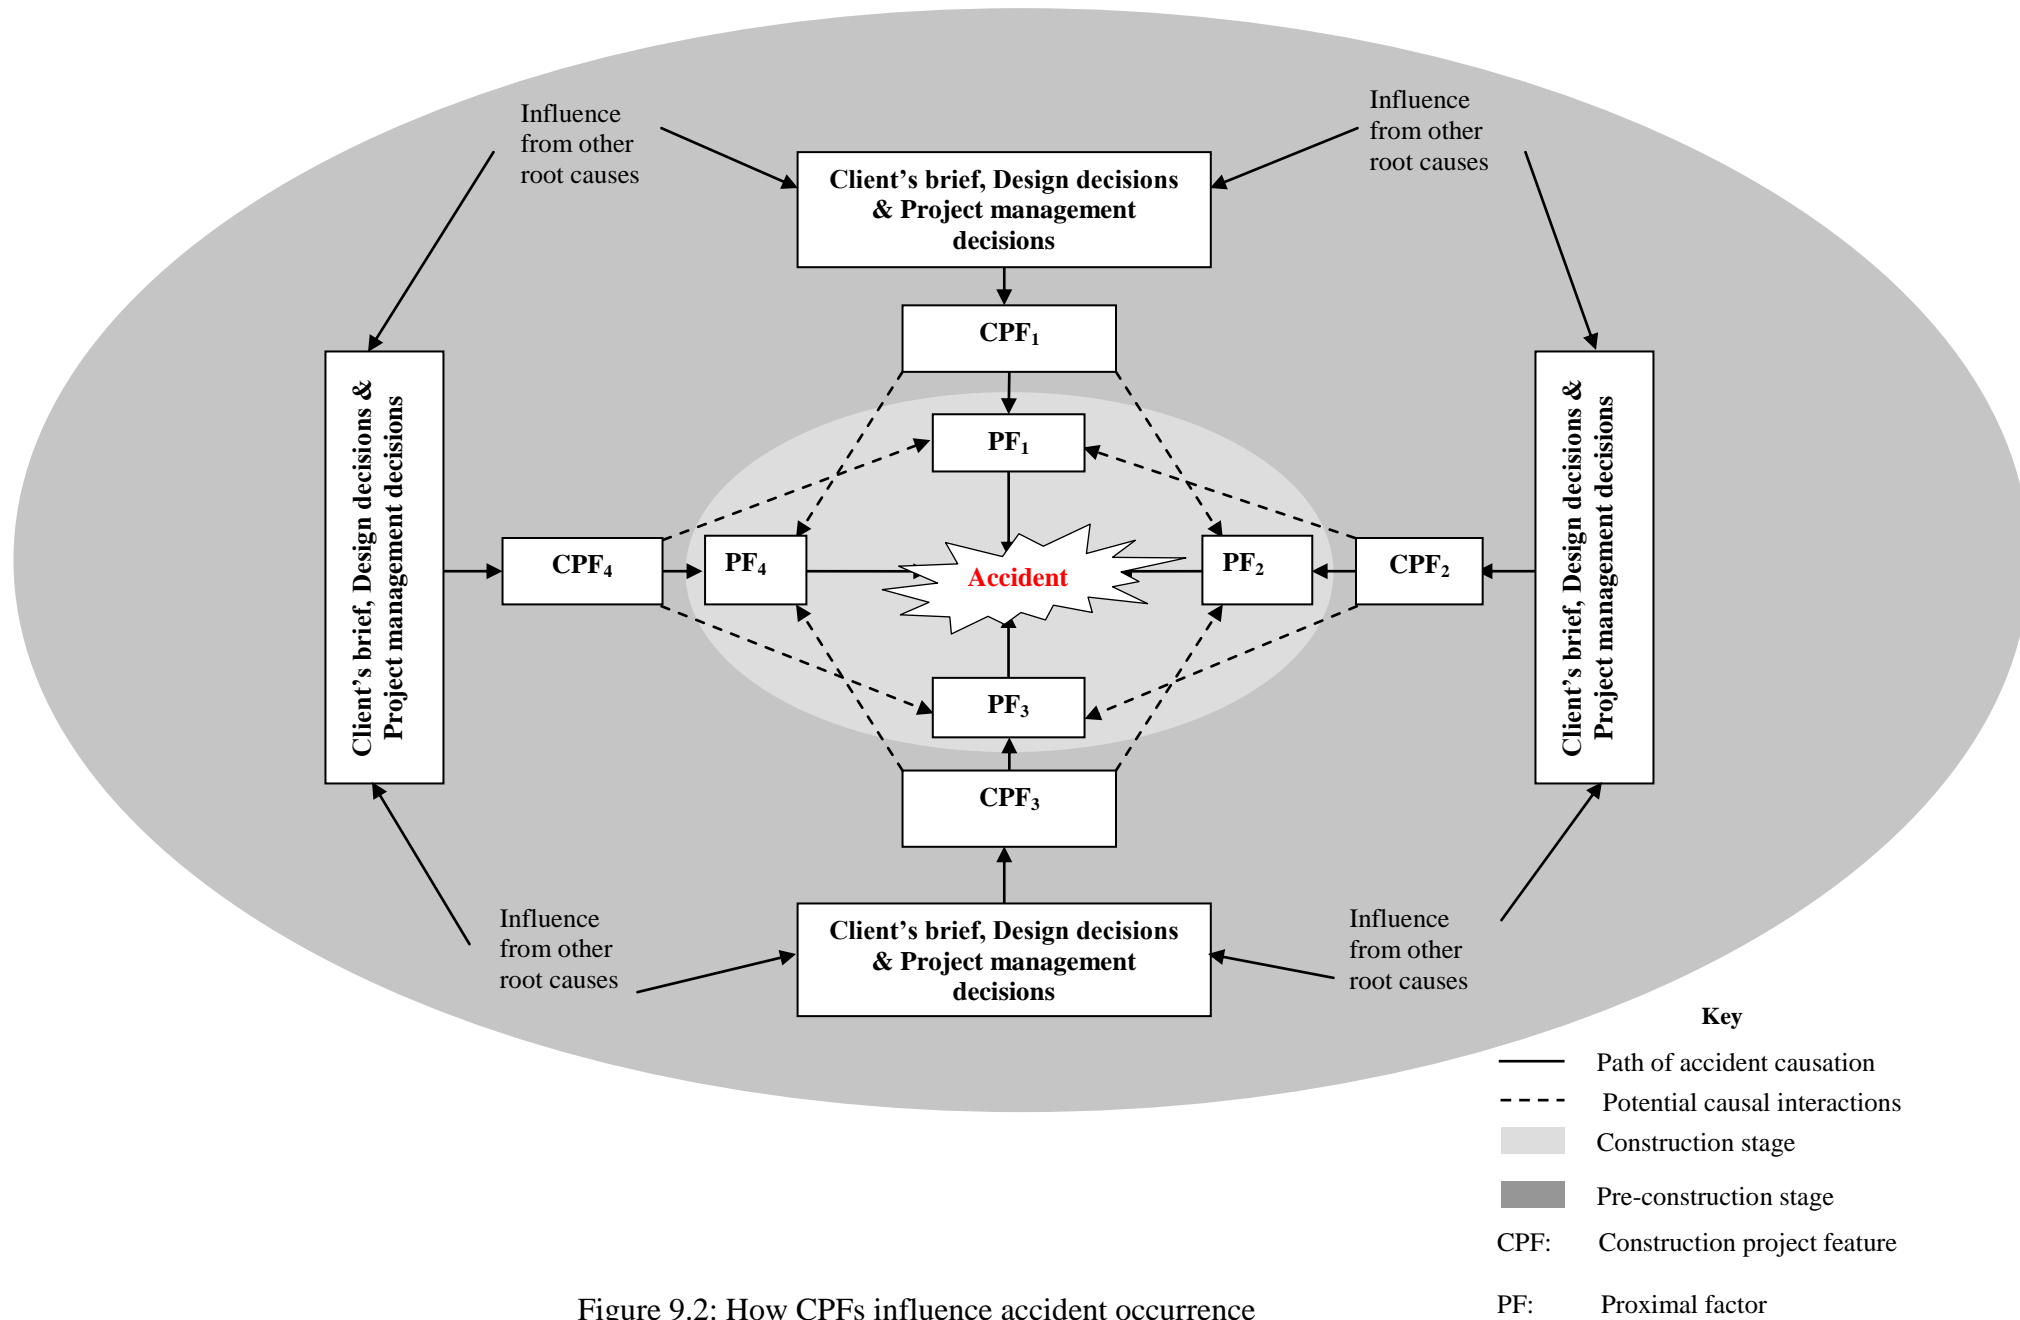 Influence
from other
root causes
Influence
from other
root causes
Client's brief, Design decisions
& Project management
decisions
CPF1
Client's brief, Design decisions &
Project management decisions
Client's brief, Design decisions &
Project management decisions
PF1
CPF4
PF4
Accident
PF2
CPF2
PF3
CPF3
Influence
from other
root causes
Client's brief, Design decisions
& Project management
decisions
Influence
from other
root causes
Key
Path of accident causation
Potential causal interactions
Construction stage
Pre-construction stage
CPF: Construction project feature
PF: Proximal factor
Figure 9.2: How CPFs influence accident occurrence